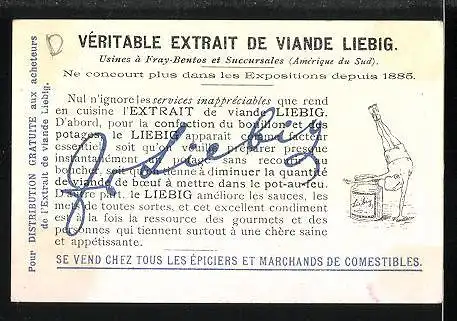 VÉRITABLE EXTRAIT DE VIANDE LIEBIG.
Usines à Fray-Bentos et Succursales (Amérique du Sud).
Ne concourt plus dans les Expositions depuis 1885.
Nul n'ignore les services inappréciables que rend
en cuisine l'EXTRAIT de viande LIEBIG.
D'abord, pour la confection du bouillon et des
potages, le LIEBIG apparaît comme facteur
essentiel, soit qu'on veuille préparer presque
instantanément un potage sans recourir au
boucher, soit qu'on tienne à diminuer la quantité
de viande de bœuf à mettre dans le pot-au-feu.
D'autre part, le LIEBIG améliore les sauces, les
mets de toutes sortes, et cet excellent condiment
est à la fois la ressource des gourmets et des
personnes qui tiennent surtout à une chère saine
et appétissante.
SE VEND CHEZ TOUS LES ÉPICIERS ET MARCHANDS DE COMESTIBLES.
Pour DISTRIBUTION GRATUITE aux acheteurs
de l'Extrait de viande Liebig.
J v Liebig
Liebig